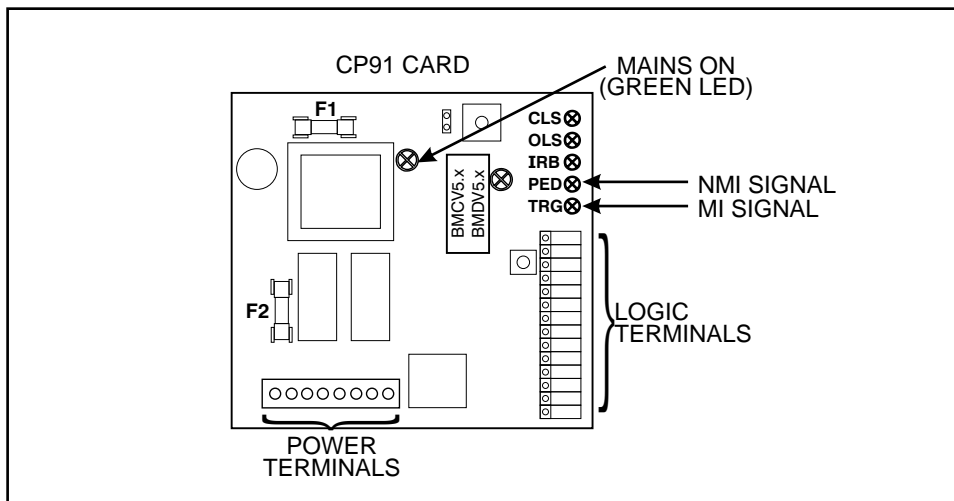 CP91 CARD
MAINS ON
(GREEN LED)
F1
CLS
OLS
IRB
PED
TRG
NMI SIGNAL
MI SIGNAL
BMCV5.x
BMDV5.x
F2
LOGIC
TERMINALS
POWER
TERMINALS